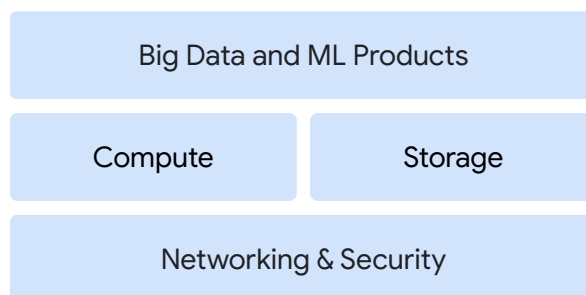 Big Data and ML Products
Compute
Storage
Networking & Security